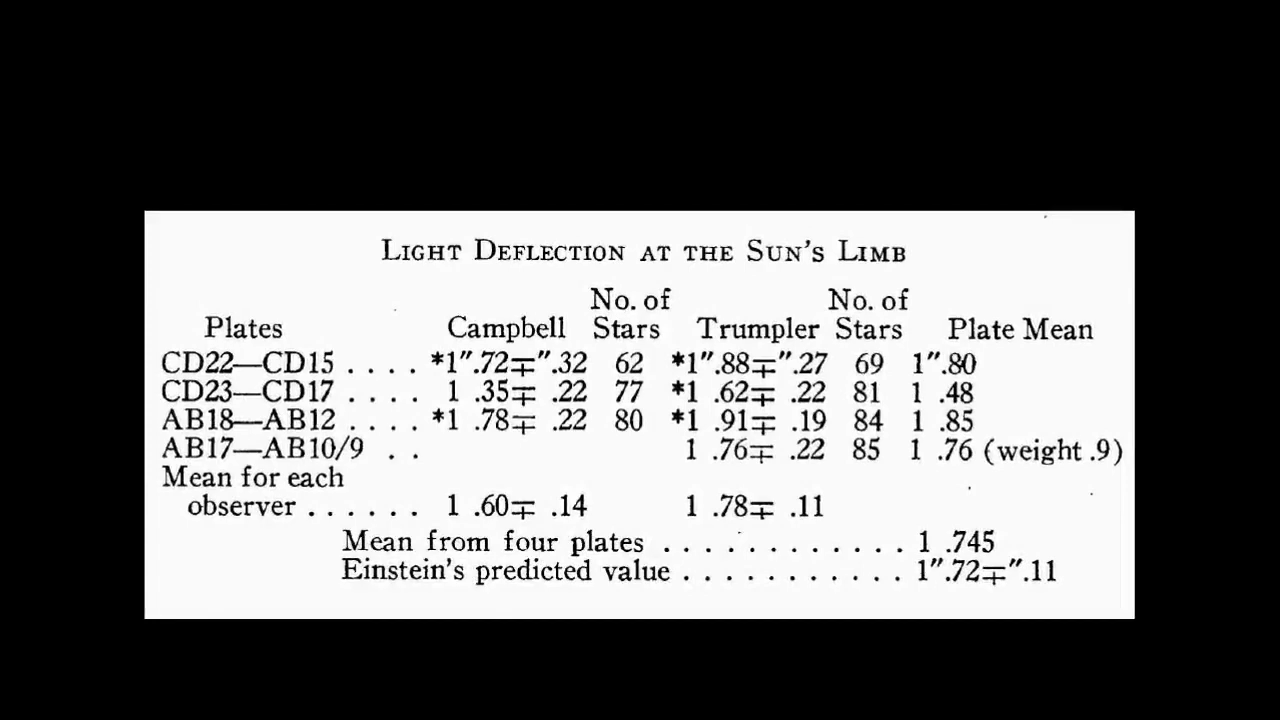 LIGHT DEFLECTION AT THE SUN'S LIMB
No. of No. of
Plates Campbell Stars Trumpler Stars Plate Mean
CD22—CD15 .... *1″.72∓″.32 62 *1″.88∓″.27 69 1″.80
CD23—CD17 .... 1 .35∓ .22 77 *1 .62∓ .22 81 1 .48
AB18—AB12 .... *1 .78∓ .22 80 *1 .91∓ .19 84 1 .85
AB17—AB10/9 .. 1 .76∓ .22 85 1 .76 (weight .9)
Mean for each
observer ...... 1 .60∓ .14 1 .78∓ .11
Mean from four plates ............ 1 .745
Einstein's predicted value ........... 1″.72∓″.11